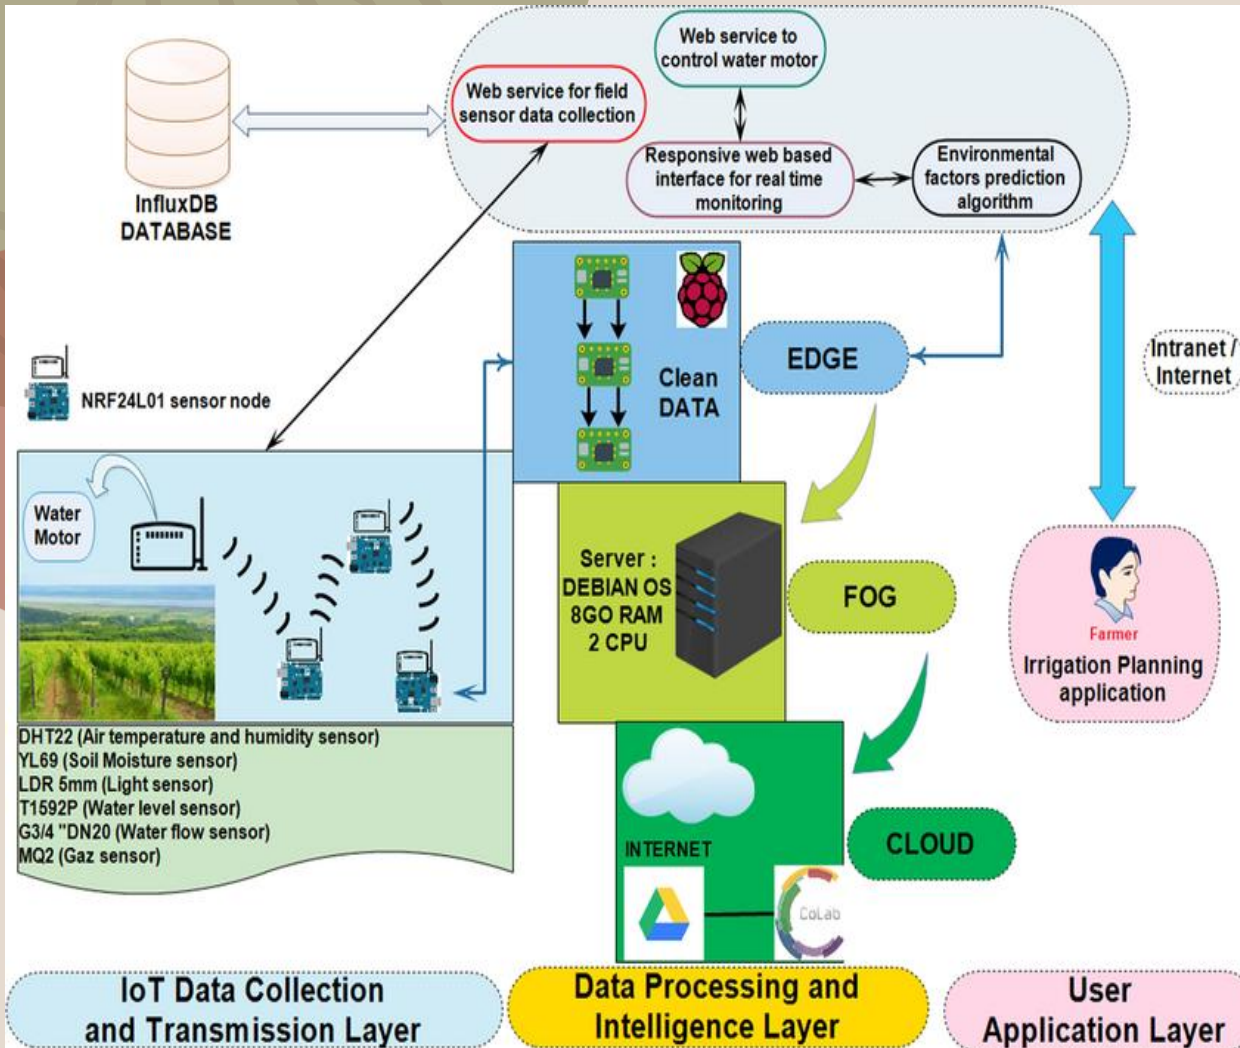 Web service to
control water motor
Web service for field
sensor data collection
Responsive web based
interface for real time
monitoring
Environmental
factors prediction
algorithm
InfluxDB
DATABASE
EDGE
Clean
DATA
Intranet /
Internet
NRF24L01 sensor node
Water
Motor
Server :
DEBIAN OS
8GO RAM
2 CPU
FOG
Farmer
Irrigation Planning
application
DHT22 (Air temperature and humidity sensor)
YL69 (Soil Moisture sensor)
LDR 5mm (Light sensor)
T1592P (Water level sensor)
G3/4 "DN20 (Water flow sensor)
MQ2 (Gaz sensor)
INTERNET
CLOUD
CoLab
IoT Data Collection
and Transmission Layer
Data Processing and
Intelligence Layer
User
Application Layer